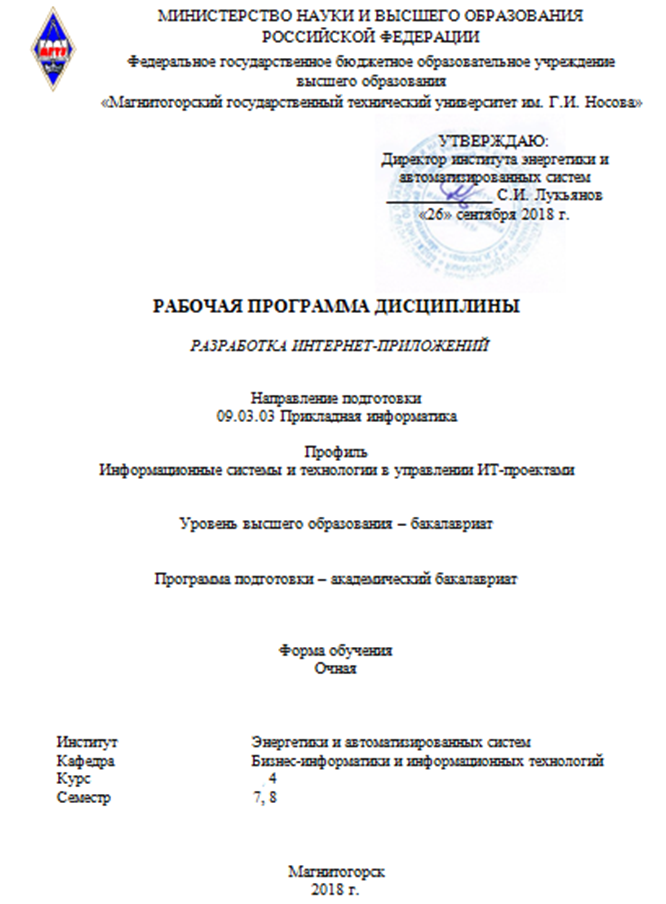 МИНИСТЕРСТВО НАУКИ И ВЫСШЕГО ОБРАЗОВАНИЯ
РОССИЙСКОЙ ФЕДЕРАЦИИ
Федеральное государственное бюджетное образовательное учреждение
высшего образования
«Магнитогорский государственный технический университет им. Г.И. Носова»
УТВЕРЖДАЮ:
Директор института энергетики и
автоматизированных систем
____________ С.И. Лукьянов
«26» сентября 2018 г.
РАБОЧАЯ ПРОГРАММА ДИСЦИПЛИНЫ
РАЗРАБОТКА ИНТЕРНЕТ-ПРИЛОЖЕНИЙ
Направление подготовки
09.03.03 Прикладная информатика
Профиль
Информационные системы и технологии в управлении ИТ-проектами
Уровень высшего образования – бакалавриат
Программа подготовки – академический бакалавриат
Форма обучения
Очная
Институт Энергетики и автоматизированных систем
Кафедра Бизнес-информатики и информационных технологий
Курс 4
Семестр 7, 8
Магнитогорск
2018 г.